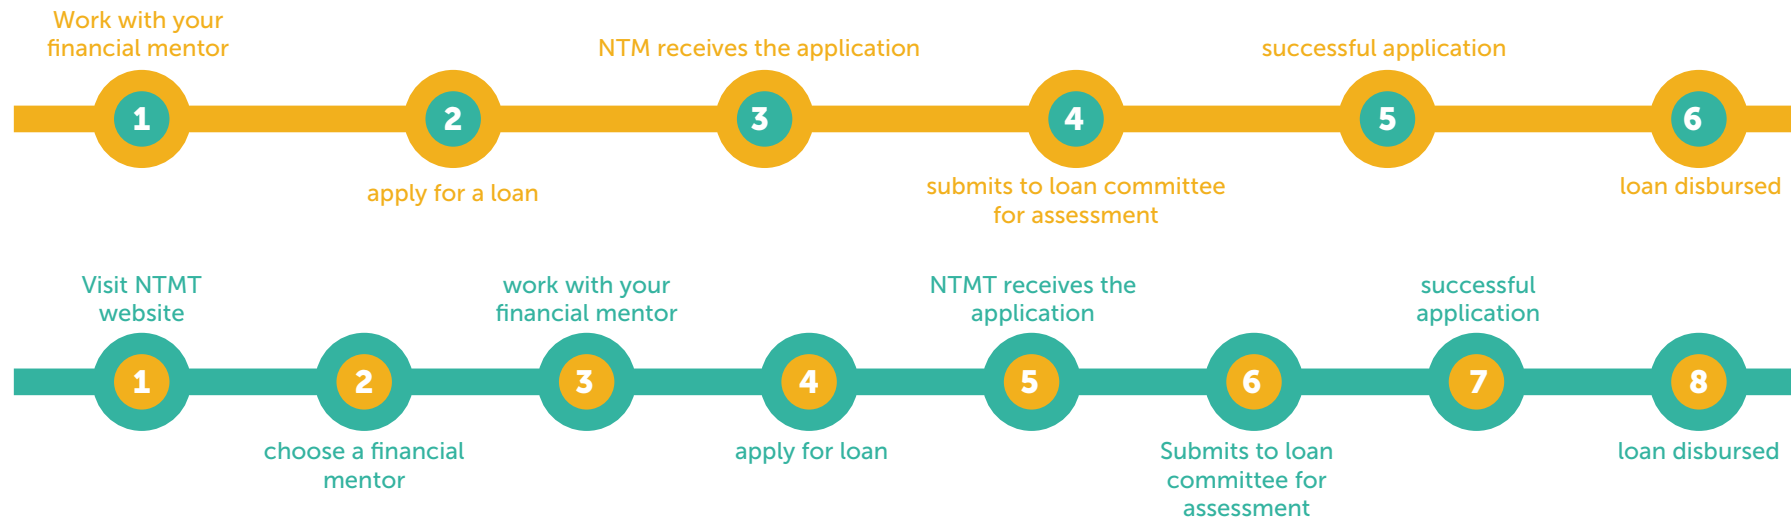 Work with your
financial mentor
NTM receives the application
successful application
1
2
3
4
5
6
apply for a loan
submits to loan committee
for assessment
loan disbursed
Visit NTMT
website
work with your
financial mentor
NTMT receives the
application
successful
application
1
2
3
4
5
6
7
8
choose a financial
mentor
apply for loan
Submits to loan
committee for
assessment
loan disbursed